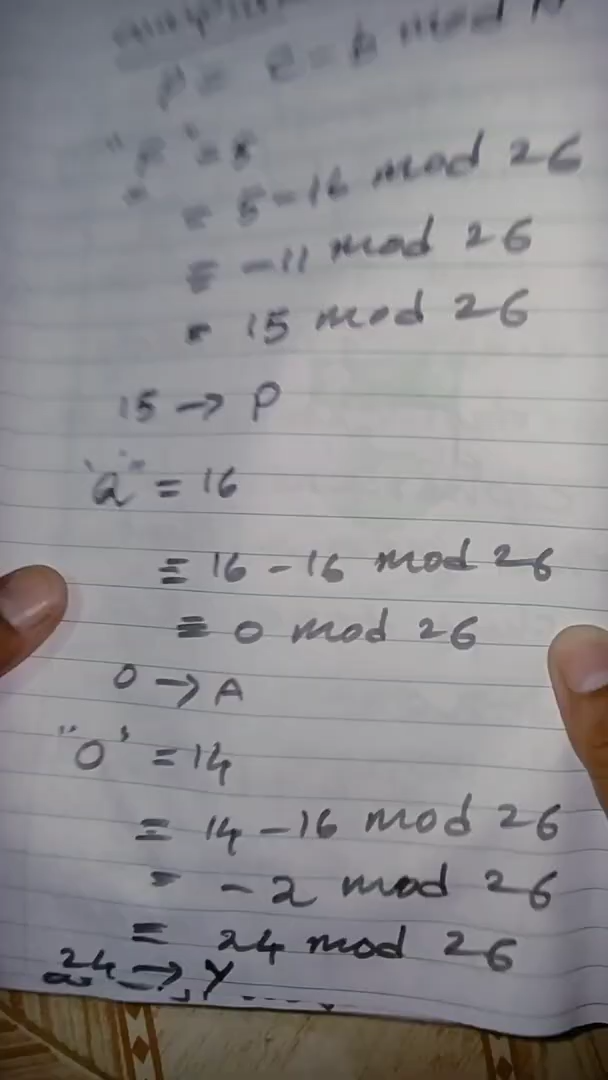 P = C - k mod N
"F" = 5
= 5 - 16 mod 26
= -11 mod 26
= 15 mod 26
15 → P
"Q" = 16
≡ 16 - 16 mod 26
≡ 0 mod 26
0 → A
"O" = 14
= 14 - 16 mod 26
= -2 mod 26
= 24 mod 26
24 → Y